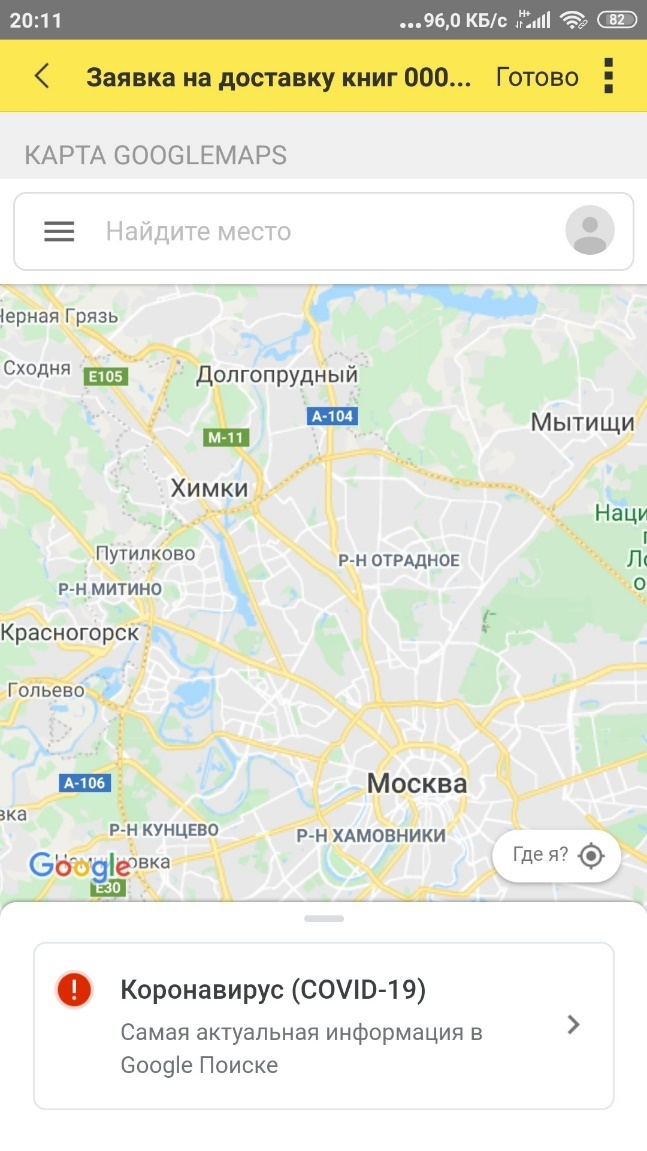 20:11
...96,0 КБ/с H+ 82
Заявка на доставку книг 000... Готово
КАРТА GOOGLEMAPS
Найдите место
Черная Грязь
Сходня
E105
Долгопрудный
А-104
Мытищи
М-11
Химки
Наци
Путилково
Р-Н ОТРАДНОЕ
Р-Н МИТИНО
Красногорск
Гольево
А-106
Москва
вка
Р-Н КУНЦЕВО
Р-Н ХАМОВНИКИ
Где я?
Google
E30
Коронавирус (COVID-19)
Самая актуальная информация в
Google Поиске